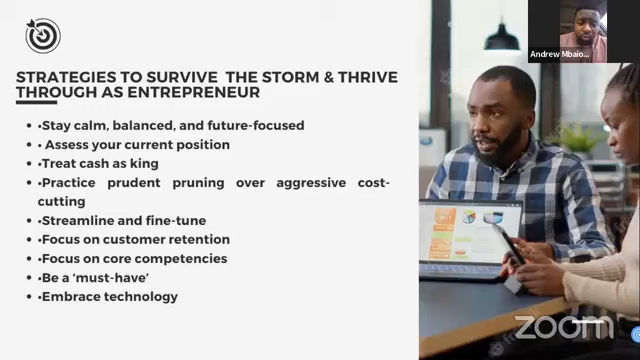 Andrew Mbaio...
STRATEGIES TO SURVIVE THE STORM & THRIVE
THROUGH AS ENTREPRENEUR
• •Stay calm, balanced, and future-focused
• • Assess your current position
• •Treat cash as king
• •Practice prudent pruning over aggressive cost-
cutting
• •Streamline and fine-tune
• •Focus on customer retention
• •Focus on core competencies
• •Be a ‘must-have’
• •Embrace technology
zoom